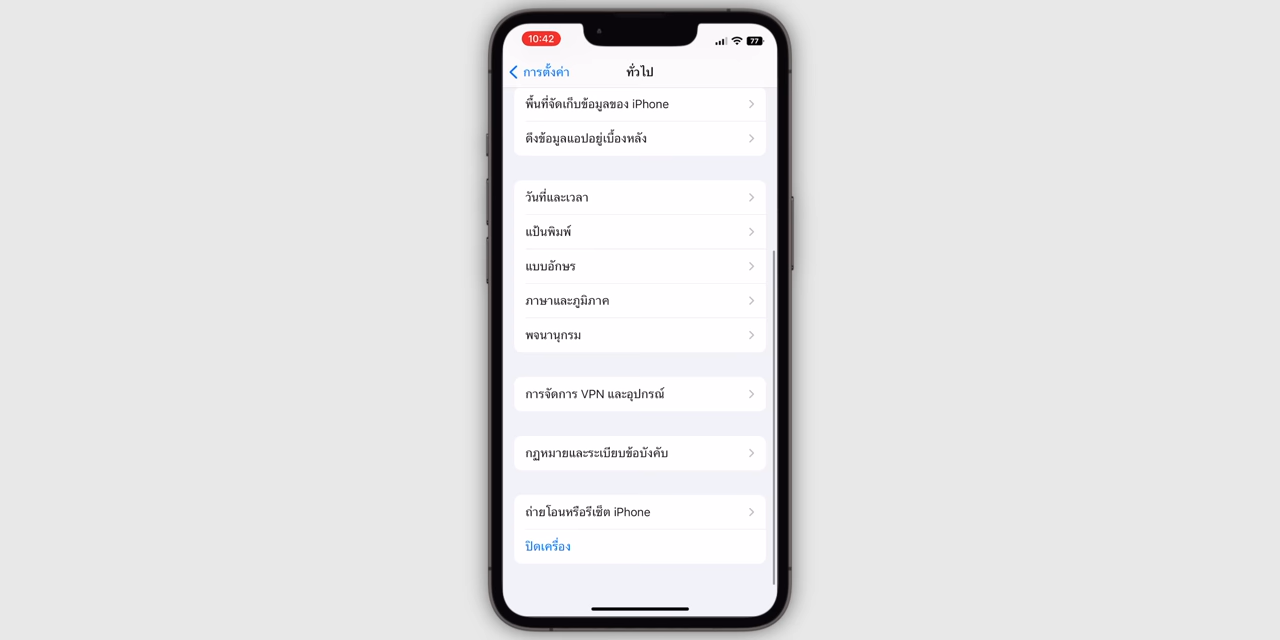 10:42
77
การตั้งค่า
ทั่วไป
พื้นที่จัดเก็บข้อมูลของ iPhone
ดึงข้อมูลแอปอยู่เบื้องหลัง
วันที่และเวลา
แป้นพิมพ์
แบบอักษร
ภาษาและภูมิภาค
พจนานุกรม
การจัดการ VPN และอุปกรณ์
กฎหมายและระเบียบข้อบังคับ
ถ่ายโอนหรือรีเซ็ต iPhone
ปิดเครื่อง